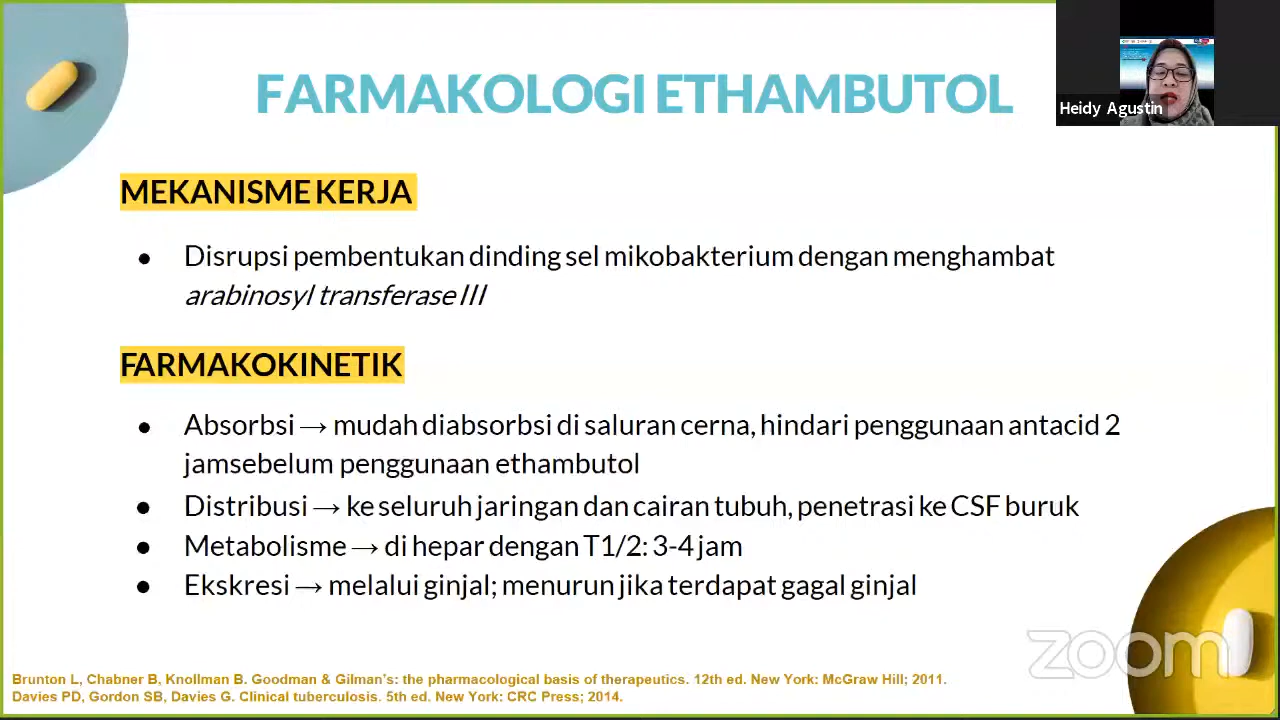 FARMAKOLOGI ETHAMBUTOL
Heidy Agustin
MEKANISME KERJA
● Disrupsi pembentukan dinding sel mikobakterium dengan menghambat
arabinosyl transferase III
FARMAKOKINETIK
● Absorbsi → mudah diabsorbsi di saluran cerna, hindari penggunaan antacid 2
jamsebelum penggunaan ethambutol
● Distribusi → ke seluruh jaringan dan cairan tubuh, penetrasi ke CSF buruk
● Metabolisme → di hepar dengan T1/2: 3-4 jam
● Ekskresi → melalui ginjal; menurun jika terdapat gagal ginjal
zoom
Brunton L, Chabner B, Knollman B. Goodman & Gilman's: the pharmacological basis of therapeutics. 12th ed. New York: McGraw Hill; 2011.
Davies PD, Gordon SB, Davies G. Clinical tuberculosis. 5th ed. New York: CRC Press; 2014.